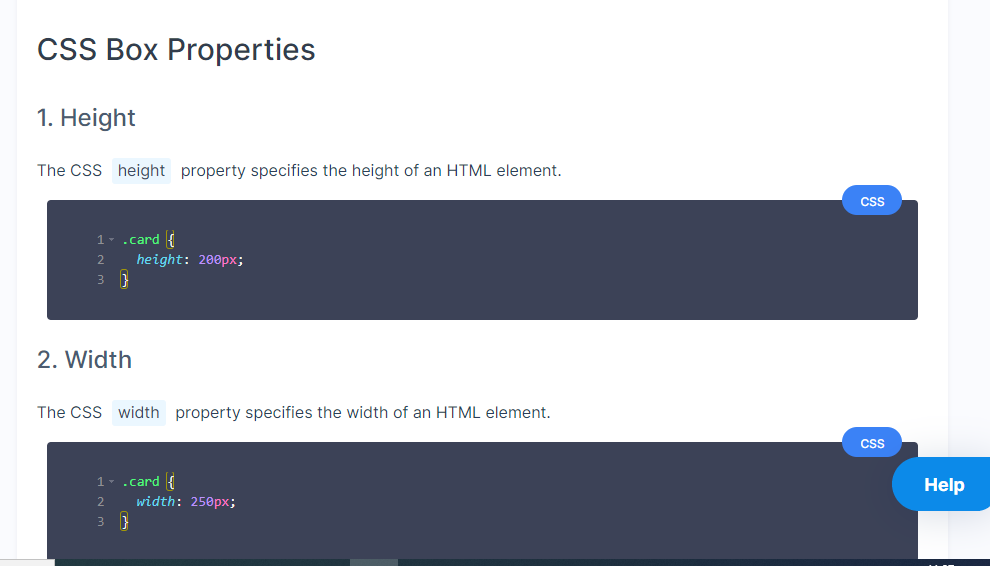 CSS Box Properties
1. Height
The CSS height property specifies the height of an HTML element.
CSS
1 .card {
2 height: 200px;
3 }
2. Width
The CSS width property specifies the width of an HTML element.
CSS
Help
1 .card {
2 width: 250px;
3 }